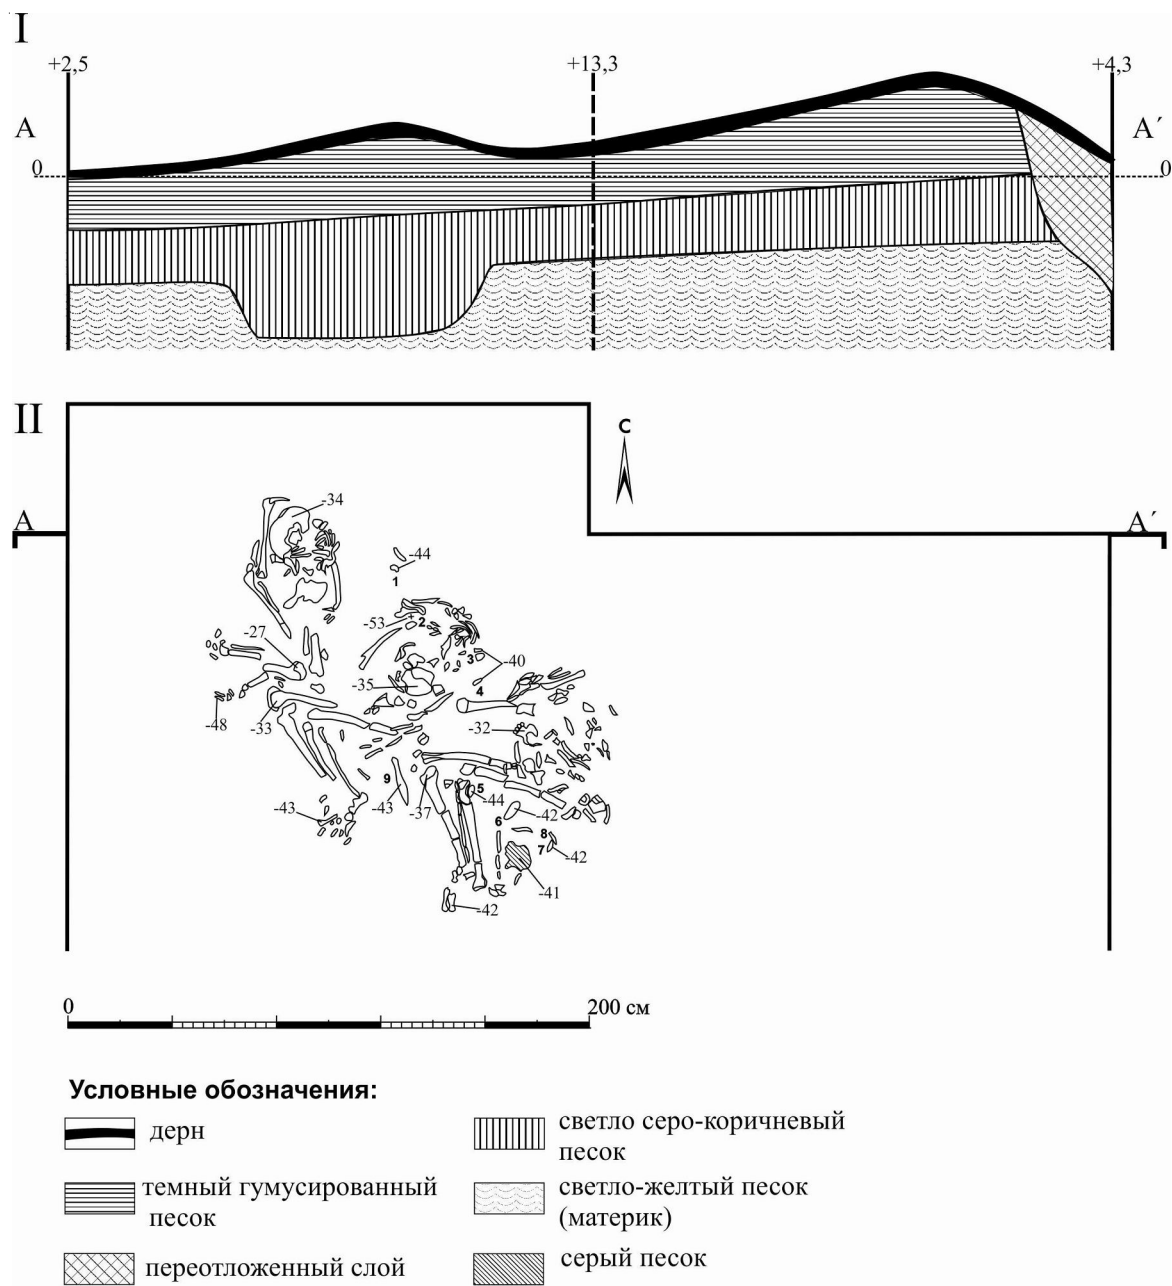 I
+2,5 +13,3 +4,3
A A´
0 0
II
C
A A´
-34
-44
1
-53 2
-27
3 -40
-35 4
-48 -33 -32
9 5
-43 -43 -37 -44 -42
6 8
7 -42
-41
-42
0 200 см
Условные обозначения:
дерн
светло серо-коричневый
песок
темный гумусированный
песок
светло-желтый песок
(материк)
переотложенный слой
серый песок